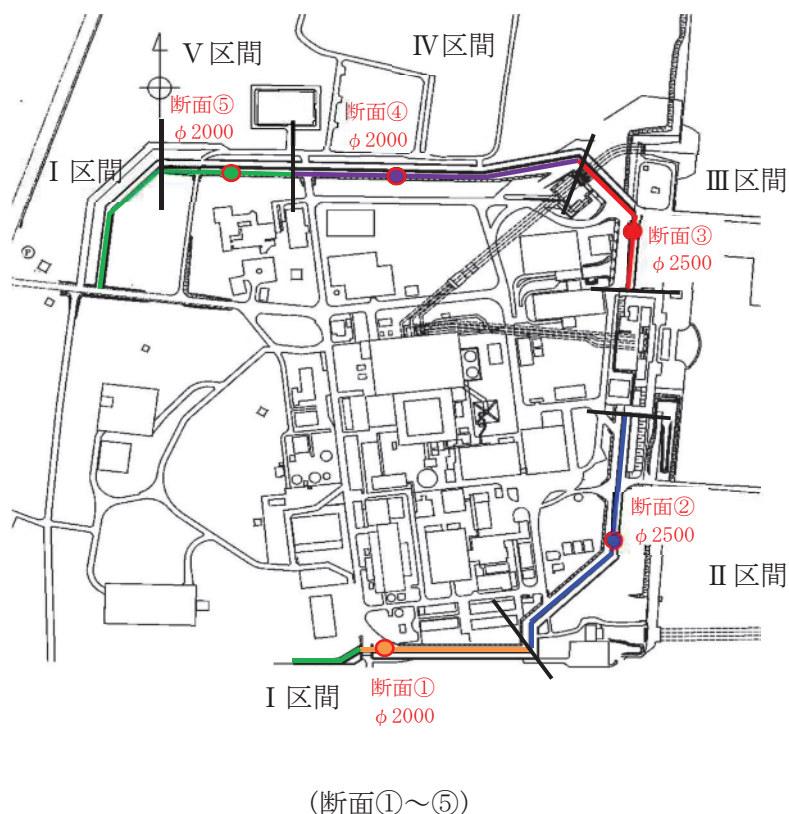 Ⅴ区間
Ⅳ区間
断面⑤
φ2000
断面④
φ2000
Ⅰ区間
Ⅲ区間
断面③
φ2500
P
断面②
φ2500
Ⅱ区間
Ⅰ区間
断面①
φ2000
(断面①～⑤)